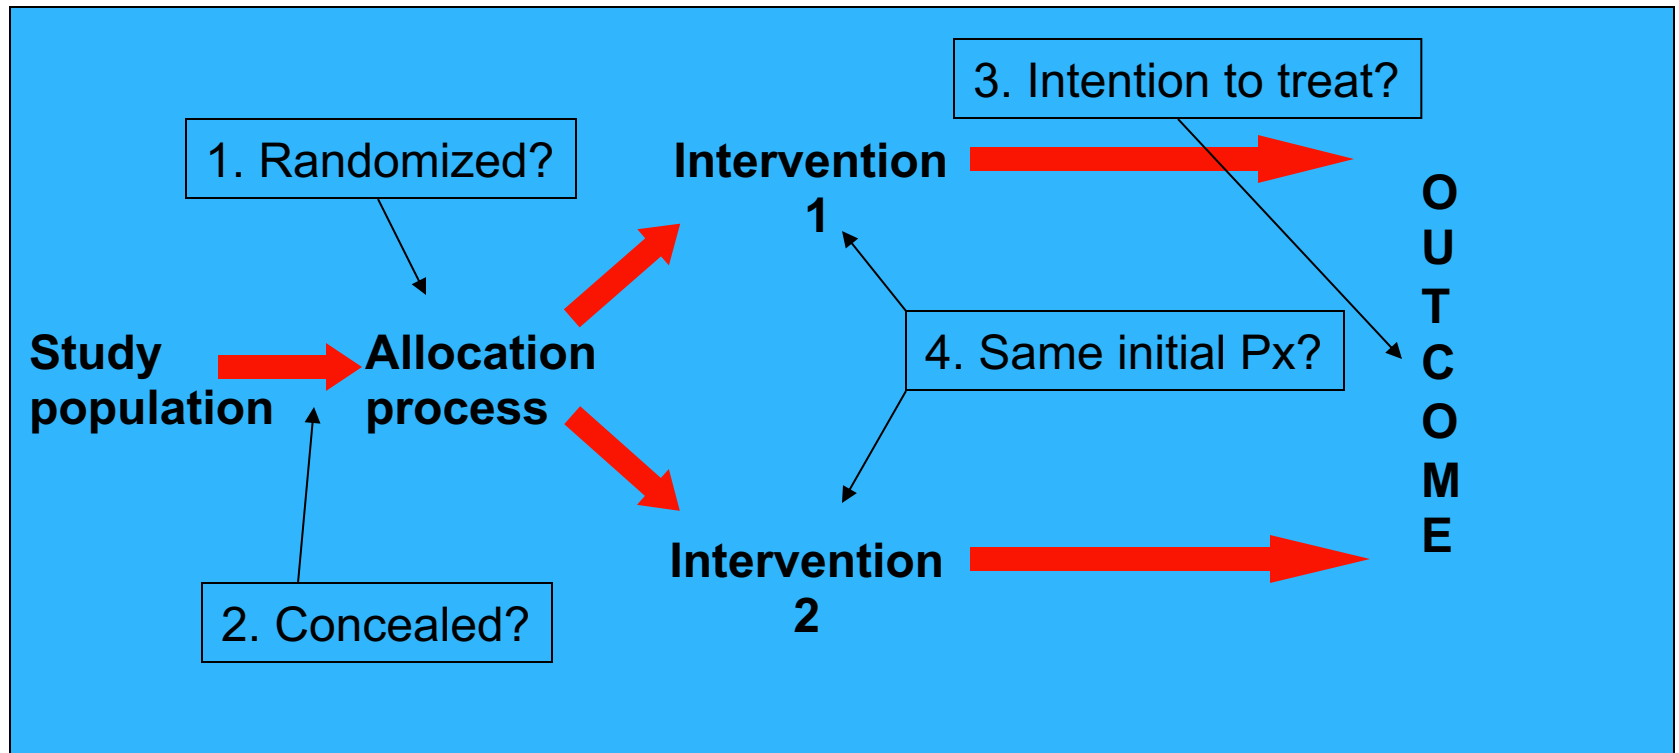 3. Intention to treat?
1. Randomized?
Intervention
1
Study
population
Allocation
process
4. Same initial Px?
2. Concealed?
Intervention
2
O
U
T
C
O
M
E